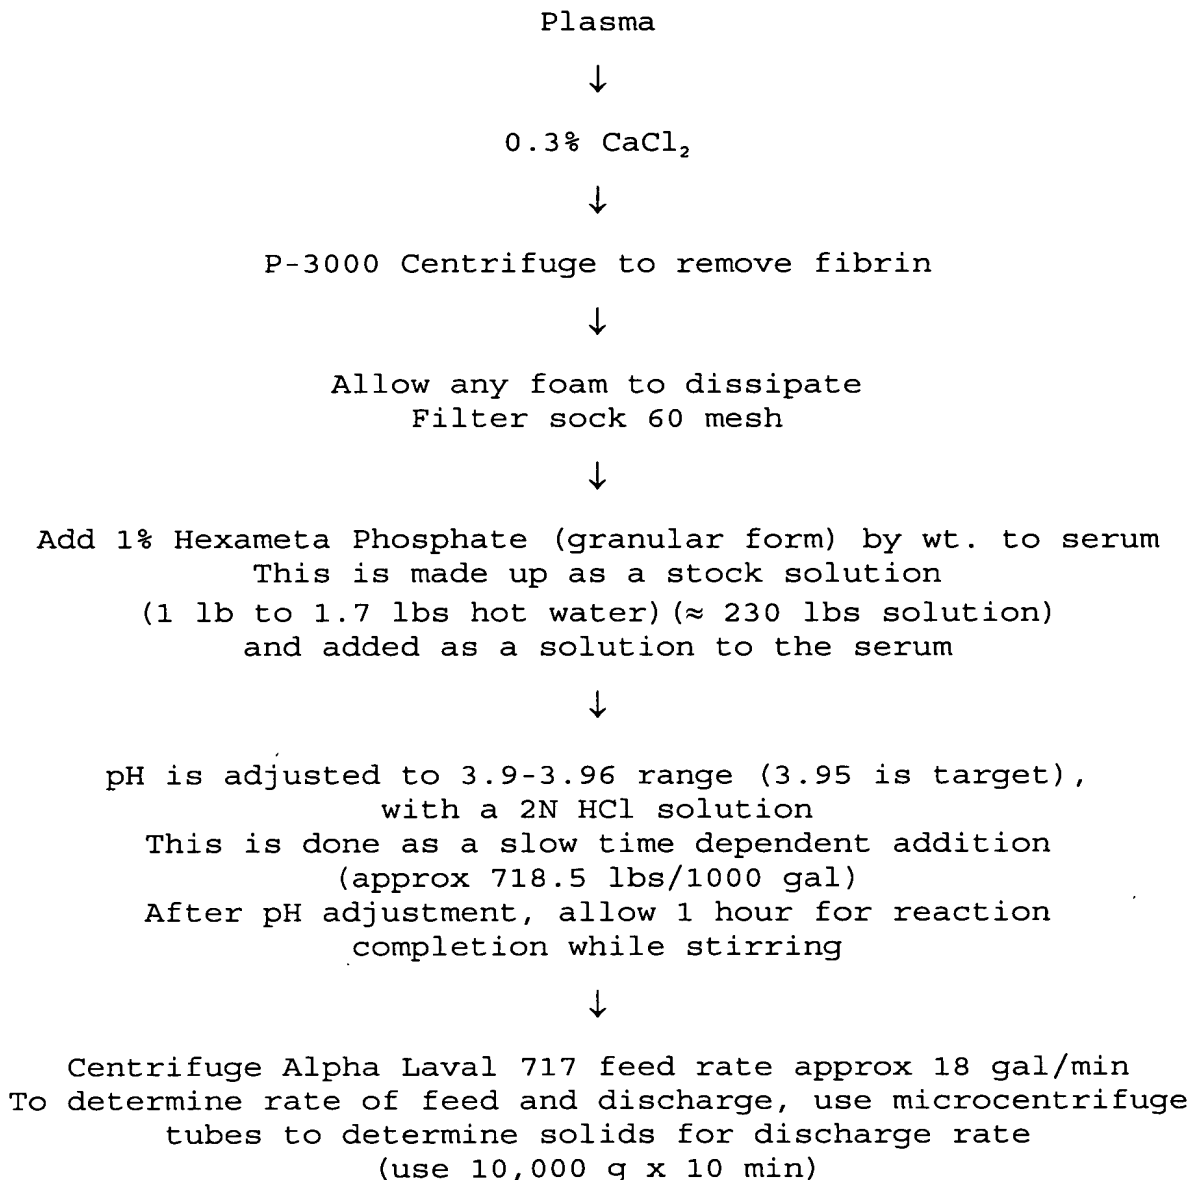 Plasma
↓
0.3% CaCl₂
↓
P-3000 Centrifuge to remove fibrin
↓
Allow any foam to dissipate
Filter sock 60 mesh
↓
Add 1% Hexameta Phosphate (granular form) by wt. to serum
This is made up as a stock solution
(1 lb to 1.7 lbs hot water)(≈ 230 lbs solution)
and added as a solution to the serum
↓
pH is adjusted to 3.9-3.96 range (3.95 is target),
with a 2N HCl solution
This is done as a slow time dependent addition
(approx 718.5 lbs/1000 gal)
After pH adjustment, allow 1 hour for reaction
completion while stirring
↓
Centrifuge Alpha Laval 717 feed rate approx 18 gal/min
To determine rate of feed and discharge, use microcentrifuge
tubes to determine solids for discharge rate
(use 10,000 g x 10 min)